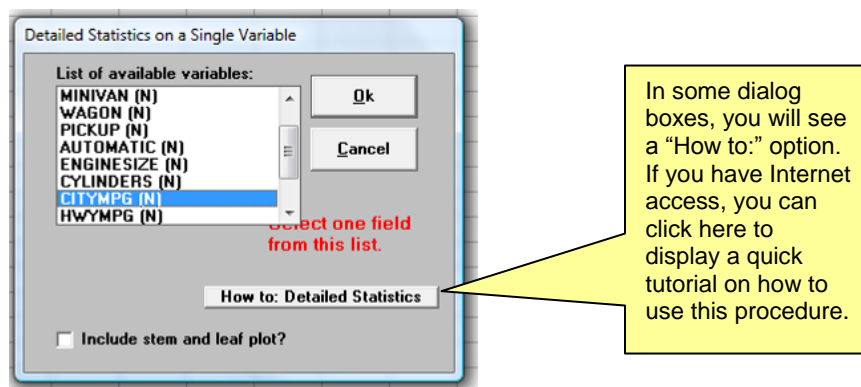 Detailed Statistics on a Single Variable
List of available variables:
MINIVAN (N)
WAGON (N)
PICKUP (N)
AUTOMATIC (N)
ENGINESIZE (N)
CYLINDERS (N)
CITYMPG (N)
HWYMPG (N)
Ok
Cancel
Select one field
from this list.
How to: Detailed Statistics
Include stem and leaf plot?
In some dialog
boxes, you will see
a “How to:” option.
If you have Internet
access, you can
click here to
display a quick
tutorial on how to
use this procedure.